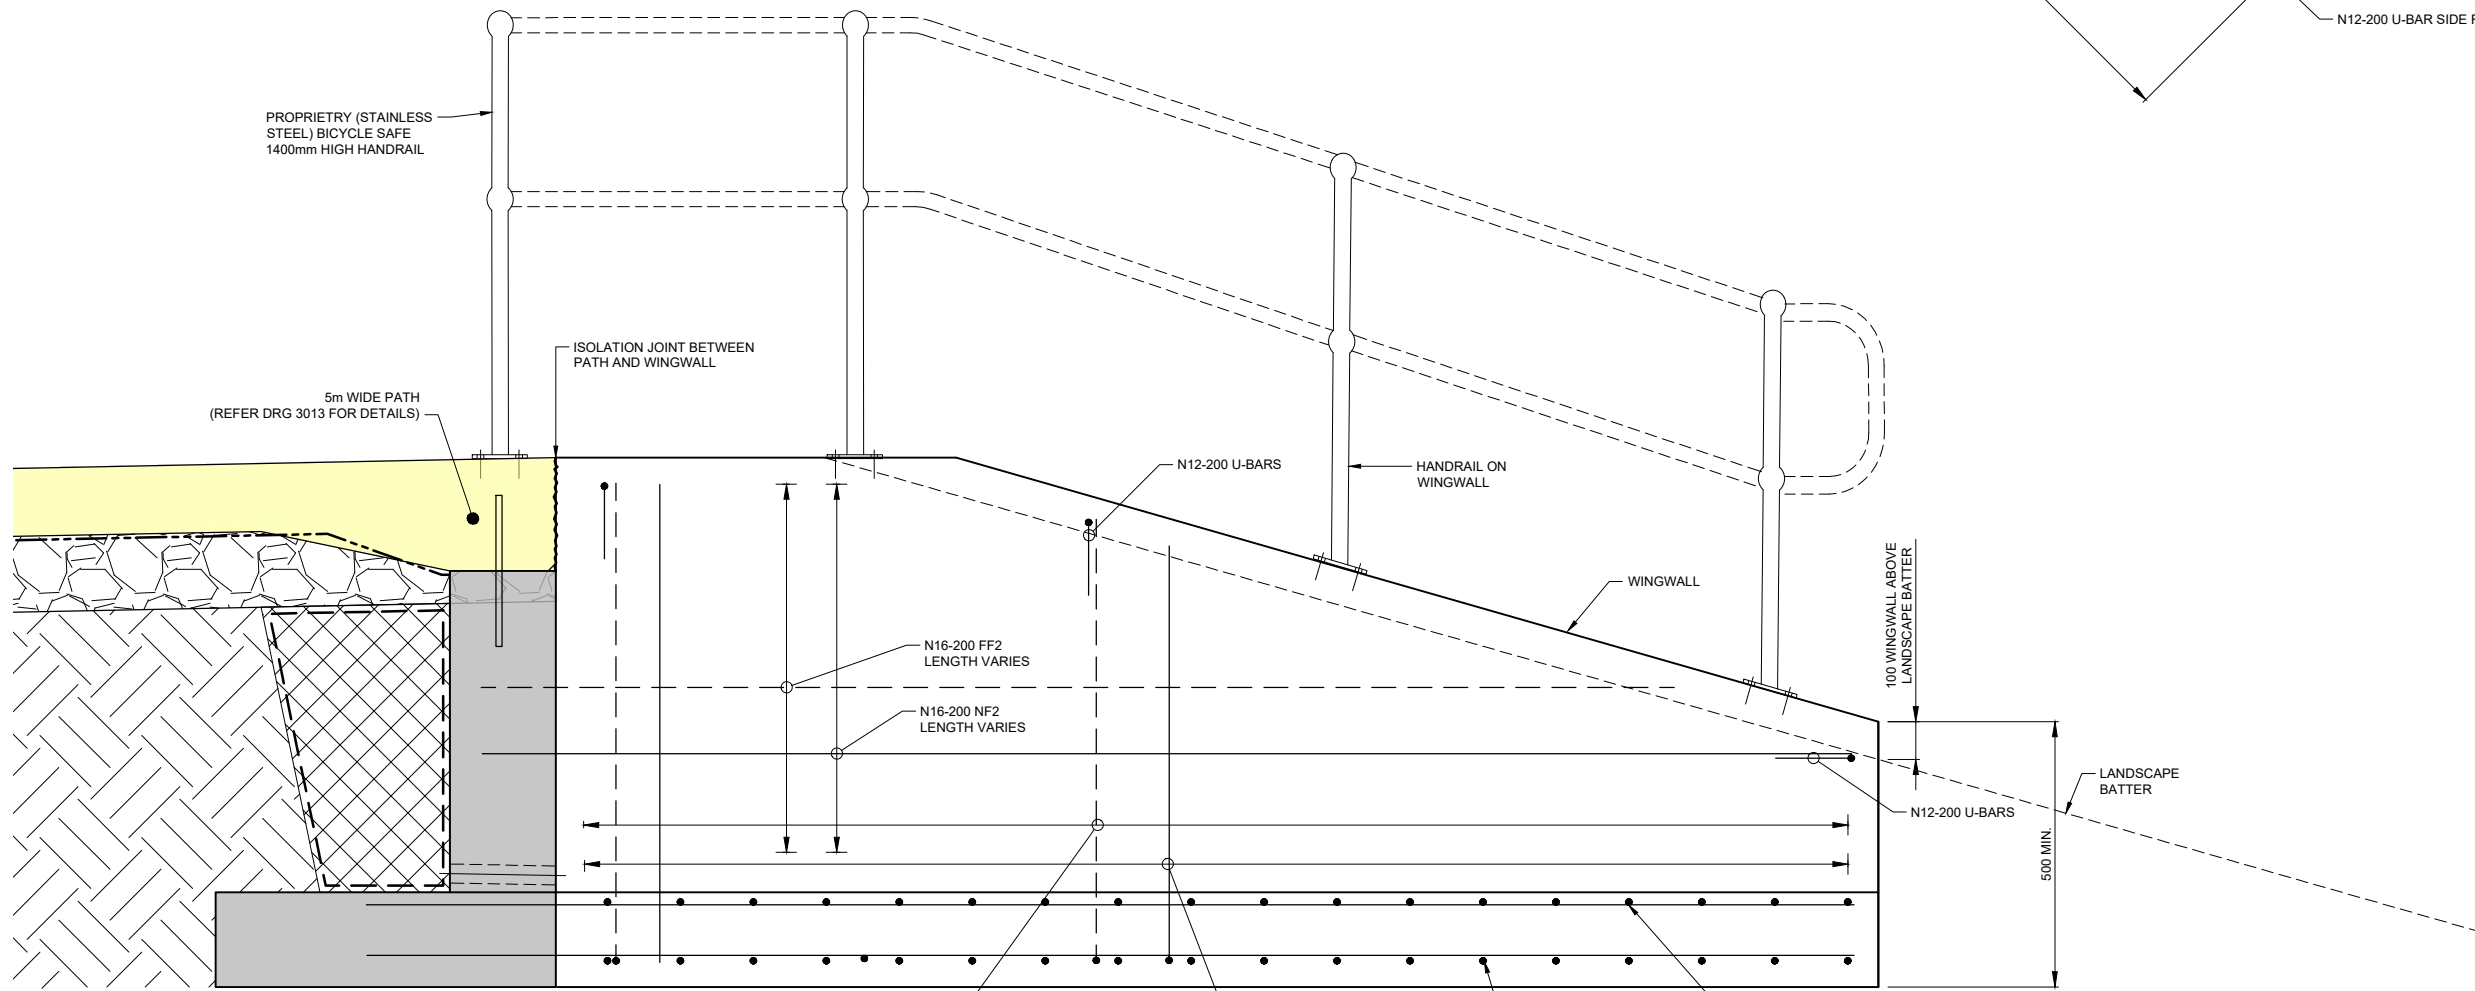 N12-200 U-BAR SIDE
PROPRIETRY (STAINLESS
STEEL) BICYCLE SAFE
1400mm HIGH HANDRAIL
ISOLATION JOINT BETWEEN
PATH AND WINGWALL
5m WIDE PATH
(REFER DRG 3013 FOR DETAILS)
N12-200 U-BARS
HANDRAIL ON
WINGWALL
WINGWALL
100 WINGWALL ABOVE
LANDSCAPE BATTER
N16-200 FF2
LENGTH VARIES
N16-200 NF2
LENGTH VARIES
LANDSCAPE
BATTER
N12-200 U-BARS
500 MIN.